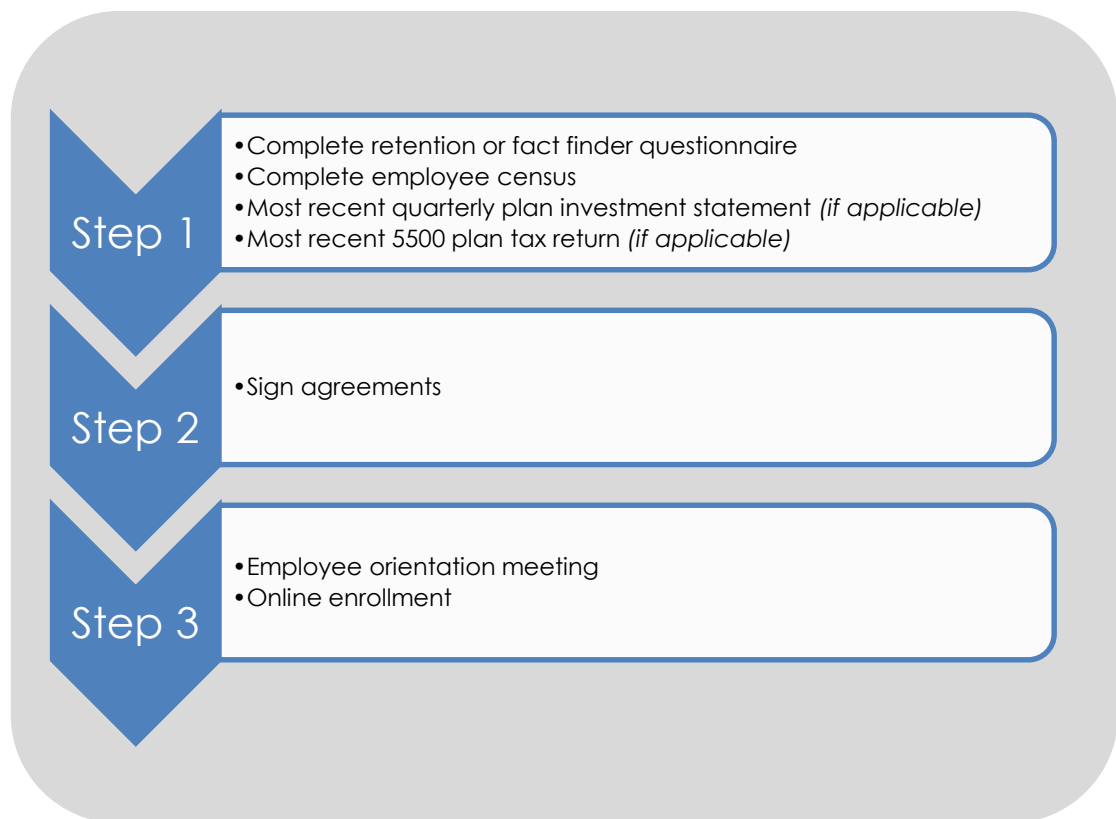 Step 1
•Complete retention or fact finder questionnaire
•Complete employee census
•Most recent quarterly plan investment statement (if applicable)
•Most recent 5500 plan tax return (if applicable)
Step 2
•Sign agreements
Step 3
•Employee orientation meeting
•Online enrollment